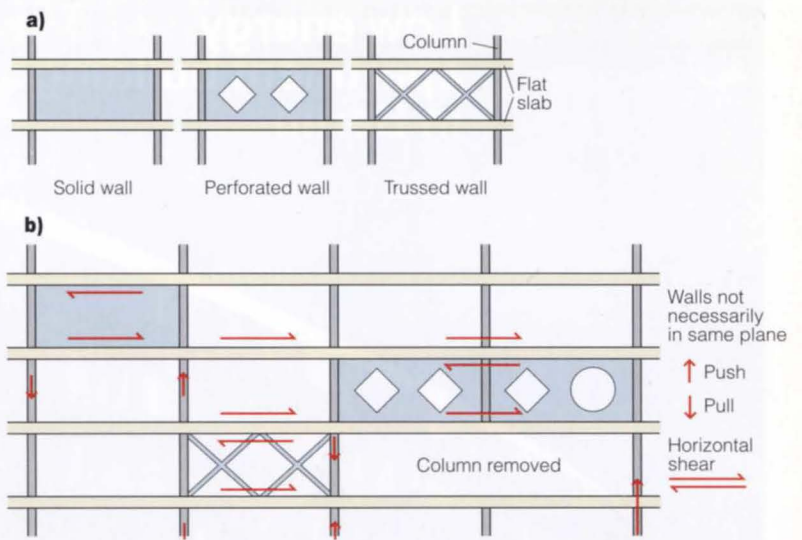 a)
Column
Flat
slab
Solid wall
Perforated wall
Trussed wall
b)
Walls not
necessarily
in same plane
Push
Pull
Column removed
Horizontal
shear